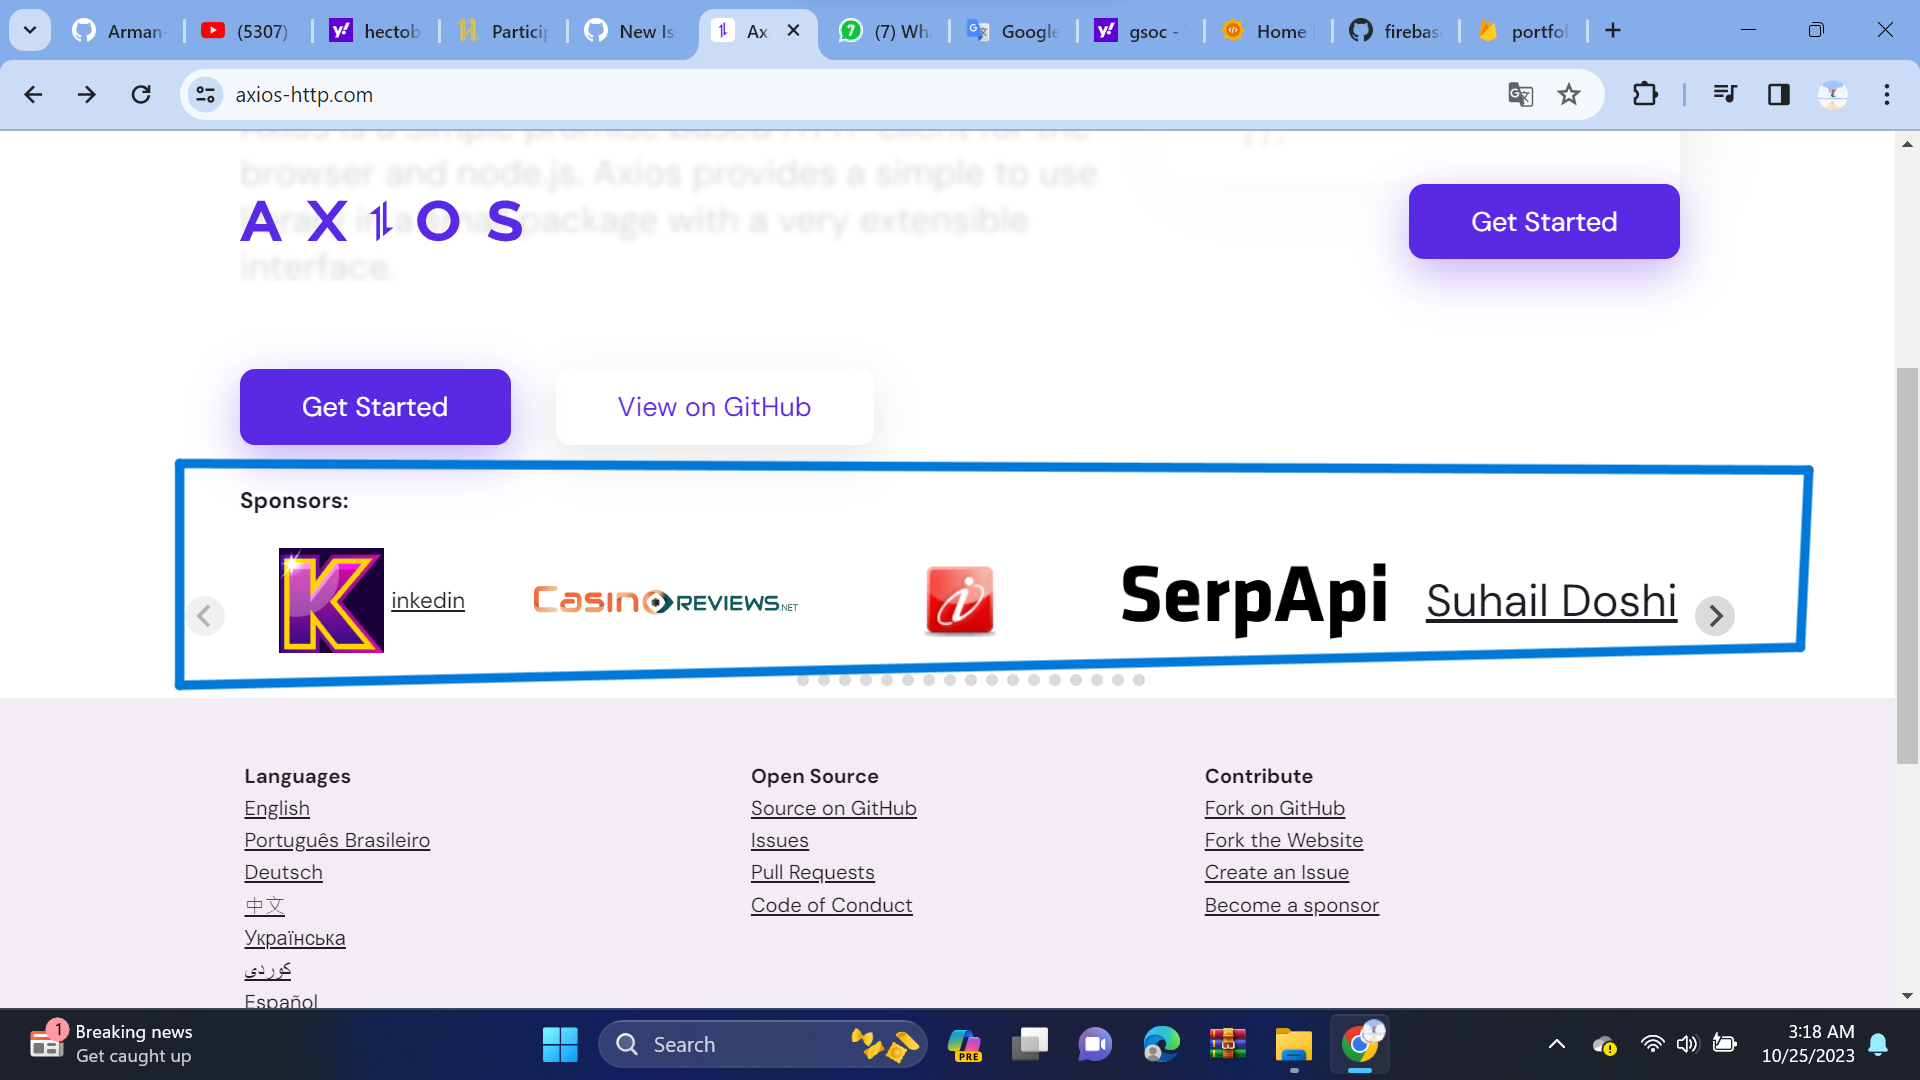 Arman
(5307)
hectob
Particip
New Is
Ax
(7) Wh
Google
gsoc -
Home
firebas
portfol
axios-http.com
Axios is a simple promise based HTTP client for the
browser and node.js. Axios provides a simple to use
library in a small package with a very extensible
interface.
});
AXIOS
Get Started
Get Started
View on GitHub
Sponsors:
K
inkedin
CasinoREVIEWS.NET
i
SerpApi
Suhail Doshi
Languages
English
Português Brasileiro
Deutsch
中文
Українська
كوردی
Español
Open Source
Source on GitHub
Issues
Pull Requests
Code of Conduct
Contribute
Fork on GitHub
Fork the Website
Create an Issue
Become a sponsor
1
Breaking news
Get caught up
Search
PRE
3:18 AM
10/25/2023